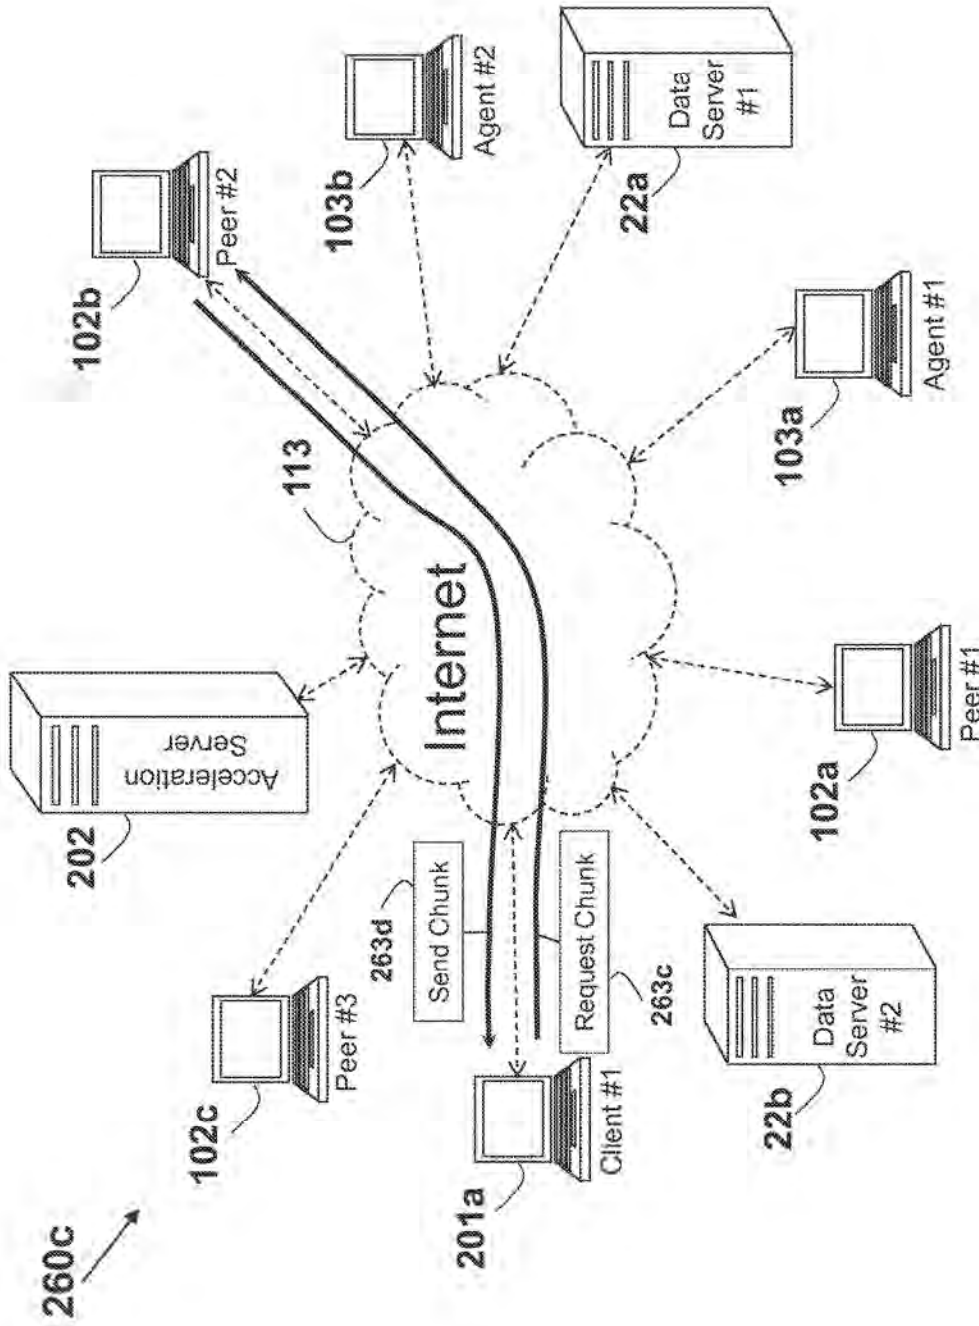 260c
102c
Peer #3
202
Acceleration
Server
113
102b
Peer #2
103b
Agent #2
22a
Data
Server
#1
103a
Agent #1
Internet
263d
Send Chunk
Request Chunk
263c
201a
Client #1
22b
Data
Server
#2
102a
Peer #1